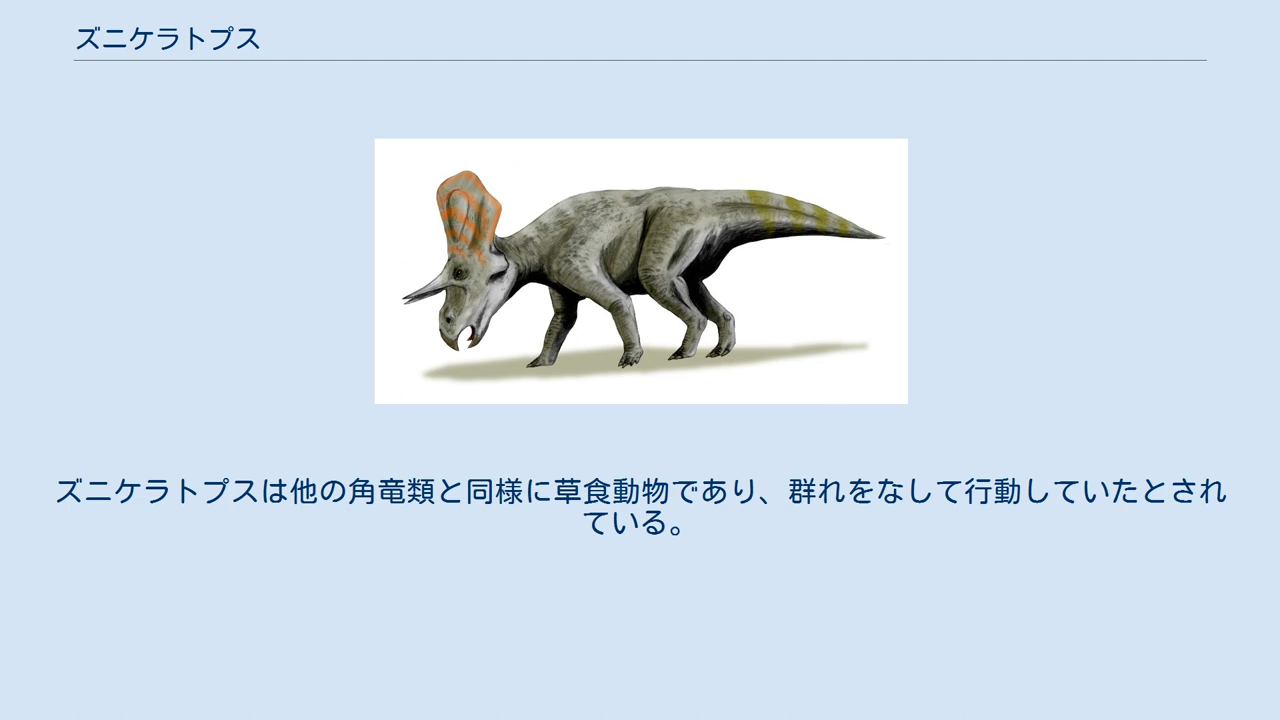 ズニケラトプス
ズニケラトプスは他の角竜類と同様に草食動物であり、群れをなして行動していたとされ
ている。